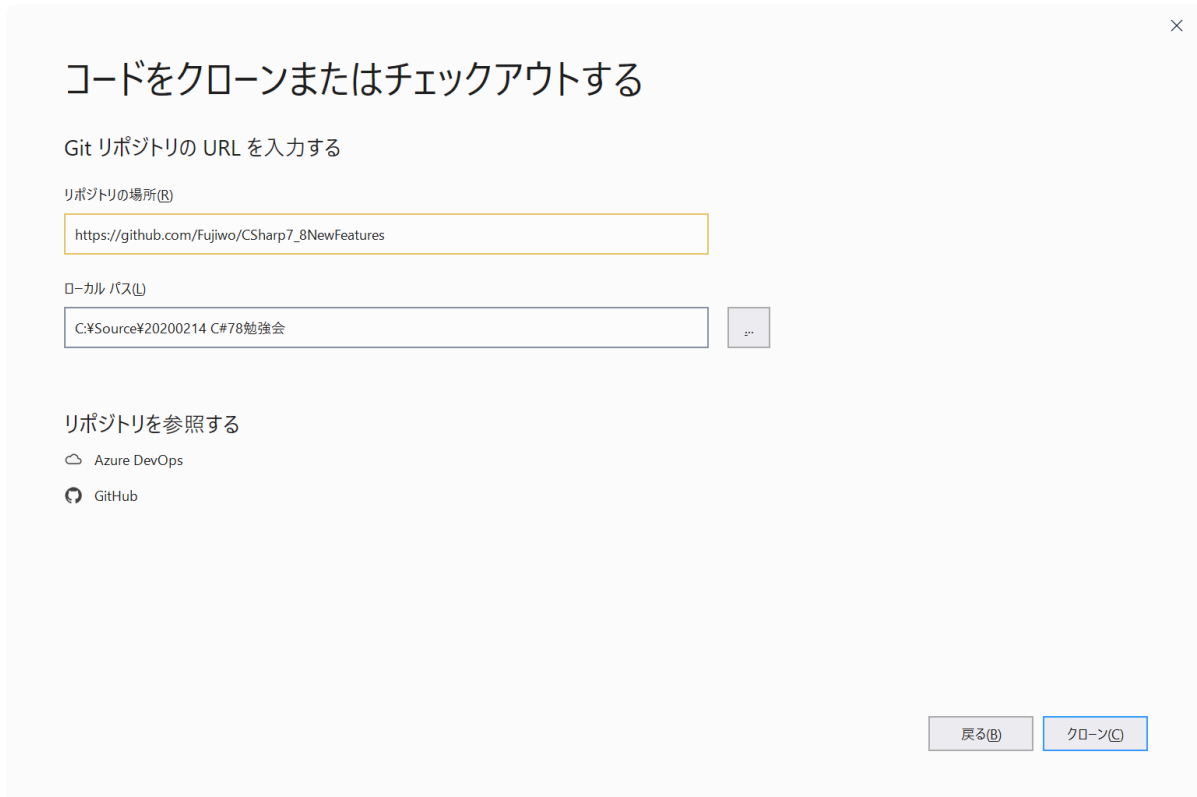 コードをクローンまたはチェックアウトする
Git リポジトリの URL を入力する
リポジトリの場所(R)
https://github.com/Fujiwo/CSharp7_8NewFeatures
ローカル パス(L)
C:¥Source¥20200214 C#78勉強会
...
リポジトリを参照する
Azure DevOps
GitHub
戻る(B)
クローン(C)